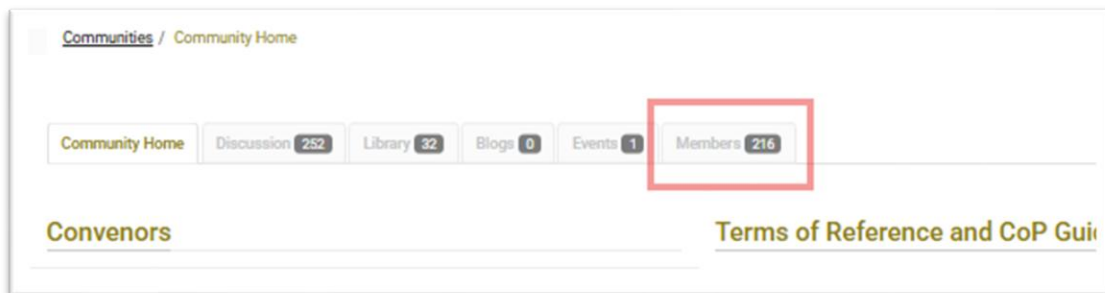 Communities / Community Home
Community Home Discussion 252 Library 32 Blogs 0 Events 1 Members 216
Convenors Terms of Reference and CoP Gui